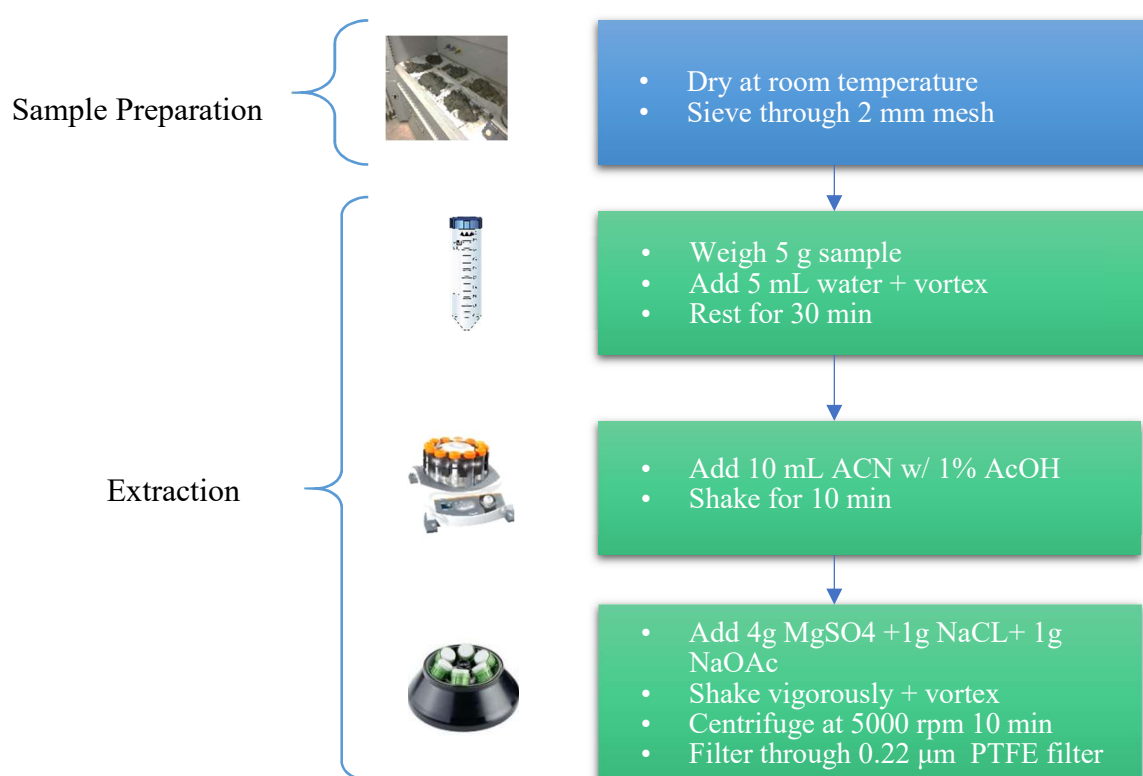 Sample Preparation
• Dry at room temperature
• Sieve through 2 mm mesh
Extraction
• Weigh 5 g sample
• Add 5 mL water + vortex
• Rest for 30 min
• Add 10 mL ACN w/ 1% AcOH
• Shake for 10 min
• Add 4g MgSO4 +1g NaCL+ 1g
NaOAc
• Shake vigorously + vortex
• Centrifuge at 5000 rpm 10 min
• Filter through 0.22 μm PTFE filter